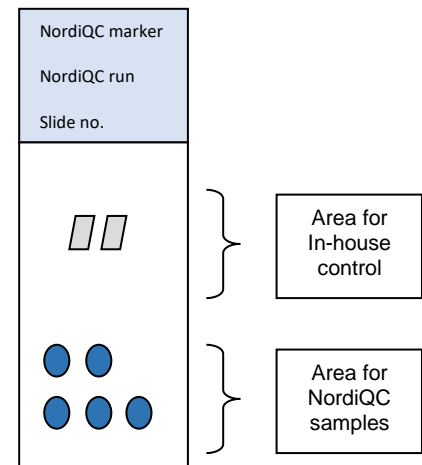 NordiQC marker
NordiQC run
Slide no.
Area for
In-house
control
Area for
NordiQC
samples